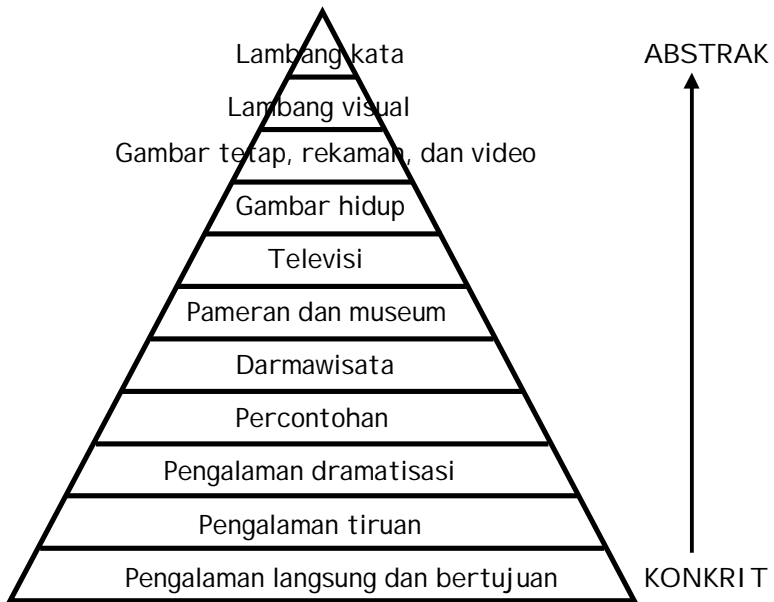 Lambang kata
ABSTRAK
Lambang visual
Gambar tetap, rekaman, dan video
Gambar hidup
Televisi
Pameran dan museum
Darmawisata
Percontohan
Pengalaman dramatisasi
Pengalaman tiruan
Pengalaman langsung dan bertujuan
KONKRIT